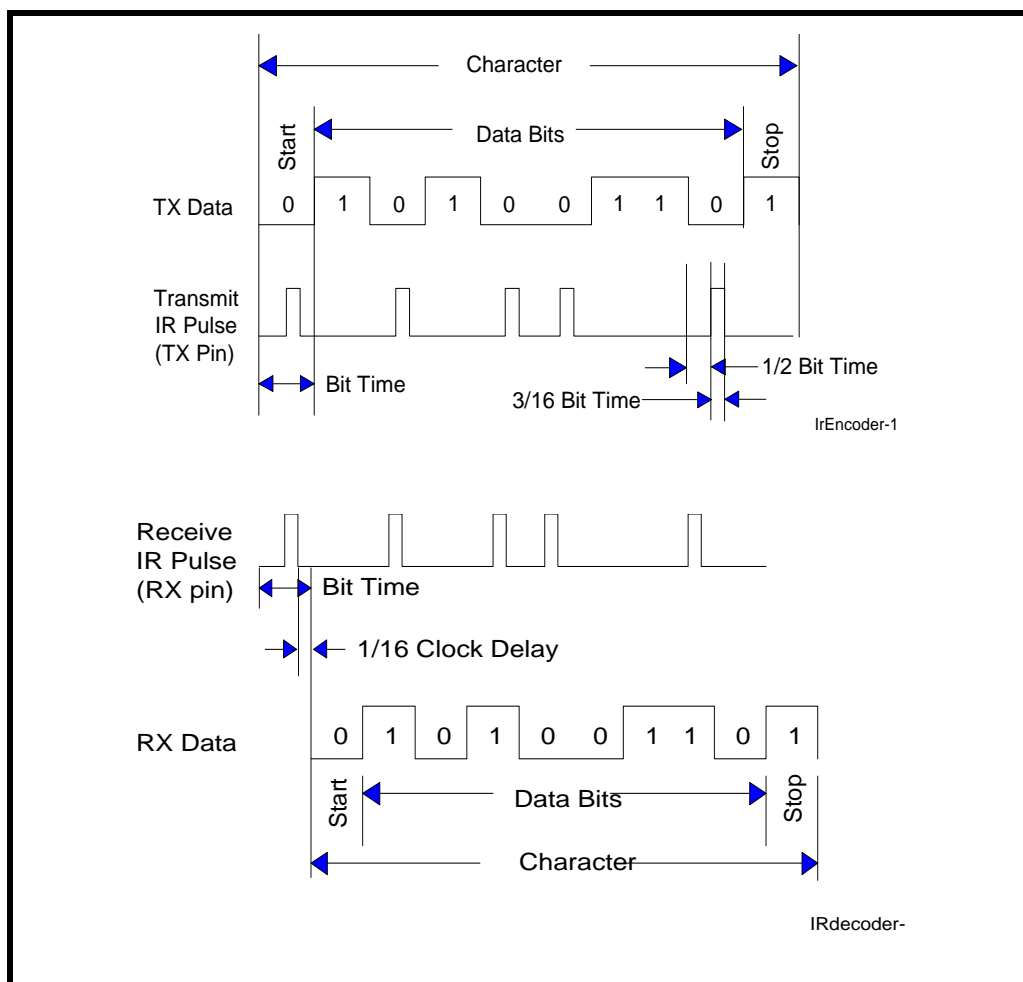 Character
Start
Data Bits
Stop
TX Data
0 1 0 1 0 0 1 1 0 1
Transmit
IR Pulse
(TX Pin)
Bit Time
1/2 Bit Time
3/16 Bit Time
IrEncoder-1
Receive
IR Pulse
(RX pin)
Bit Time
1/16 Clock Delay
RX Data
0 1 0 1 0 0 1 1 0 1
Start
Data Bits
Stop
Character
IRdecoder-